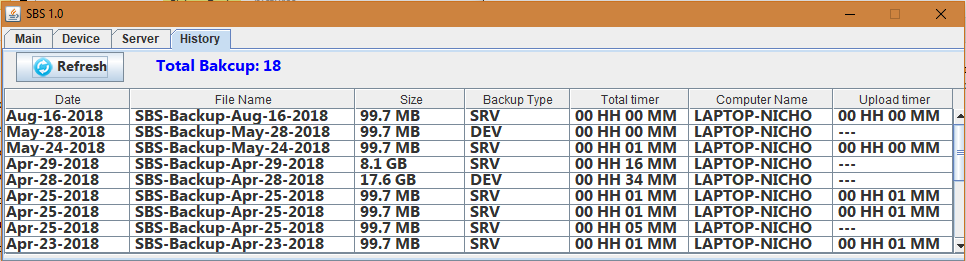 SBS 1.0
Main Device Server History
Refresh Total Bakcup: 18
Date File Name Size Backup Type Total timer Computer Name Upload timer
Aug-16-2018 SBS-Backup-Aug-16-2018 99.7 MB SRV 00 HH 00 MM LAPTOP-NICHO 00 HH 00 MM
May-28-2018 SBS-Backup-May-28-2018 99.7 MB DEV 00 HH 00 MM LAPTOP-NICHO ---
May-24-2018 SBS-Backup-May-24-2018 99.7 MB SRV 00 HH 01 MM LAPTOP-NICHO 00 HH 00 MM
Apr-29-2018 SBS-Backup-Apr-29-2018 8.1 GB SRV 00 HH 16 MM LAPTOP-NICHO ---
Apr-28-2018 SBS-Backup-Apr-28-2018 17.6 GB DEV 00 HH 34 MM LAPTOP-NICHO ---
Apr-25-2018 SBS-Backup-Apr-25-2018 99.7 MB SRV 00 HH 01 MM LAPTOP-NICHO 00 HH 01 MM
Apr-25-2018 SBS-Backup-Apr-25-2018 99.7 MB SRV 00 HH 01 MM LAPTOP-NICHO 00 HH 01 MM
Apr-25-2018 SBS-Backup-Apr-25-2018 99.7 MB SRV 00 HH 05 MM LAPTOP-NICHO ---
Apr-23-2018 SBS-Backup-Apr-23-2018 99.7 MB SRV 00 HH 01 MM LAPTOP-NICHO 00 HH 01 MM